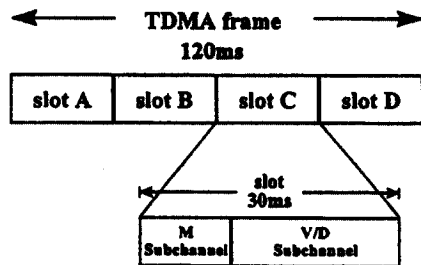 TDMA frame
120ms
slot A slot B slot C slot D
slot
30ms
M V/D
Subchannel Subchannel